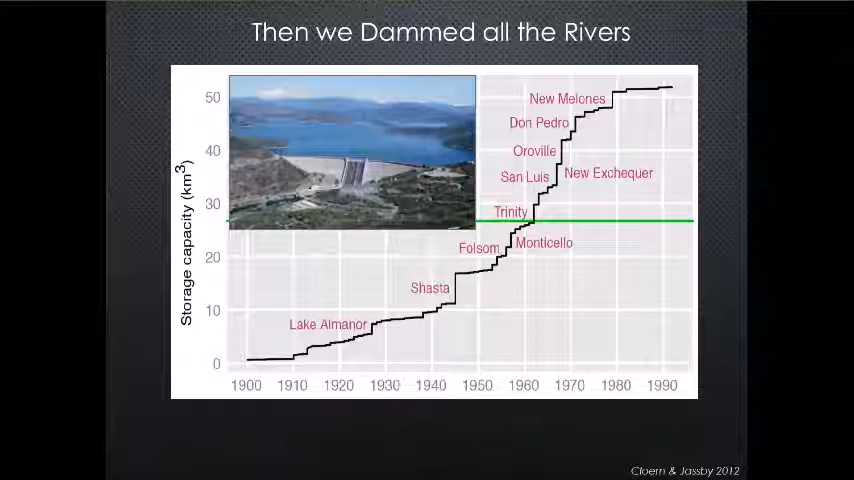 Then we Dammed all the Rivers
Storage capacity (km3)
50
40
30
20
10
0
New Melones
Don Pedro
Oroville
San Luis
New Exchequer
Trinity
Folsom
Monticello
Shasta
Lake Almanor
1900 1910 1920 1930 1940 1950 1960 1970 1980 1990
Cloern & Jassby 2012